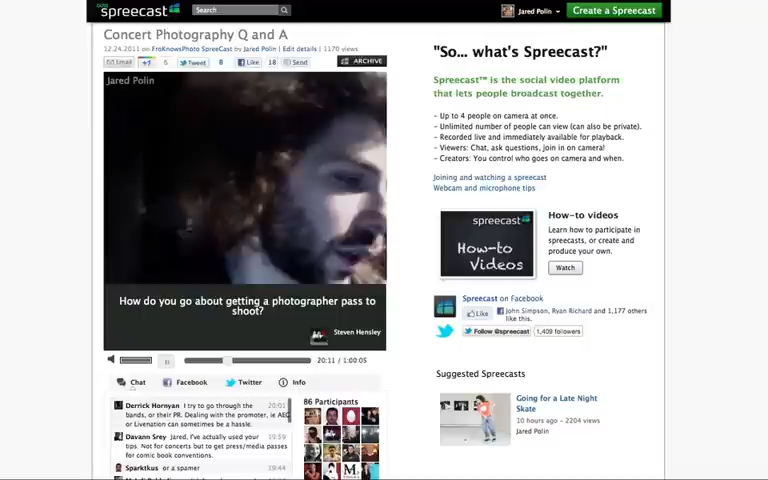 spreecast
Search
Jared Polin
Create a Spreecast
Concert Photography Q and A
12.24.2011 on FroKnowsPhoto SpreeCast by Jared Polin | Edit details | 1170 views
Email
+1
5
Tweet
8
Like
18
Send
ARCHIVE
Jared Polin
How do you go about getting a photographer pass to
shoot?
Steven Hensley
20:11 / 1:00:05
Chat
Facebook
Twitter
Info
Derrick Hornyan I try to go through the
20:01
bands, or their PR. Dealing with the promoter, ie AEG
or Livenation can sometimes be a hassle.
Davann Srey Jared, I've actually used your
19:59
tips. Not for concerts but to get press/media passes
for comic book conventions.
Sparktkus or a spamer
19:44
86 Participants
"So... what's Spreecast?"
Spreecast™ is the social video platform
that lets people broadcast together.
- Up to 4 people on camera at once.
- Unlimited number of people can view (can also be private).
- Recorded live and immediately available for playback.
- Viewers: Chat, ask questions, join in on camera!
- Creators: You control who goes on camera and when.
Joining and watching a spreecast
Webcam and microphone tips
spreecast
How-to
Videos
How-to videos
Learn how to participate in
spreecasts, or create and
produce your own.
Watch
Spreecast on Facebook
Like
John Simpson, Ryan Richard and 1,177 others
like this.
Follow @spreecast
1,409 followers
Suggested Spreecasts
Going for a Late Night
Skate
10 hours ago - 2204 views
Jared Polin